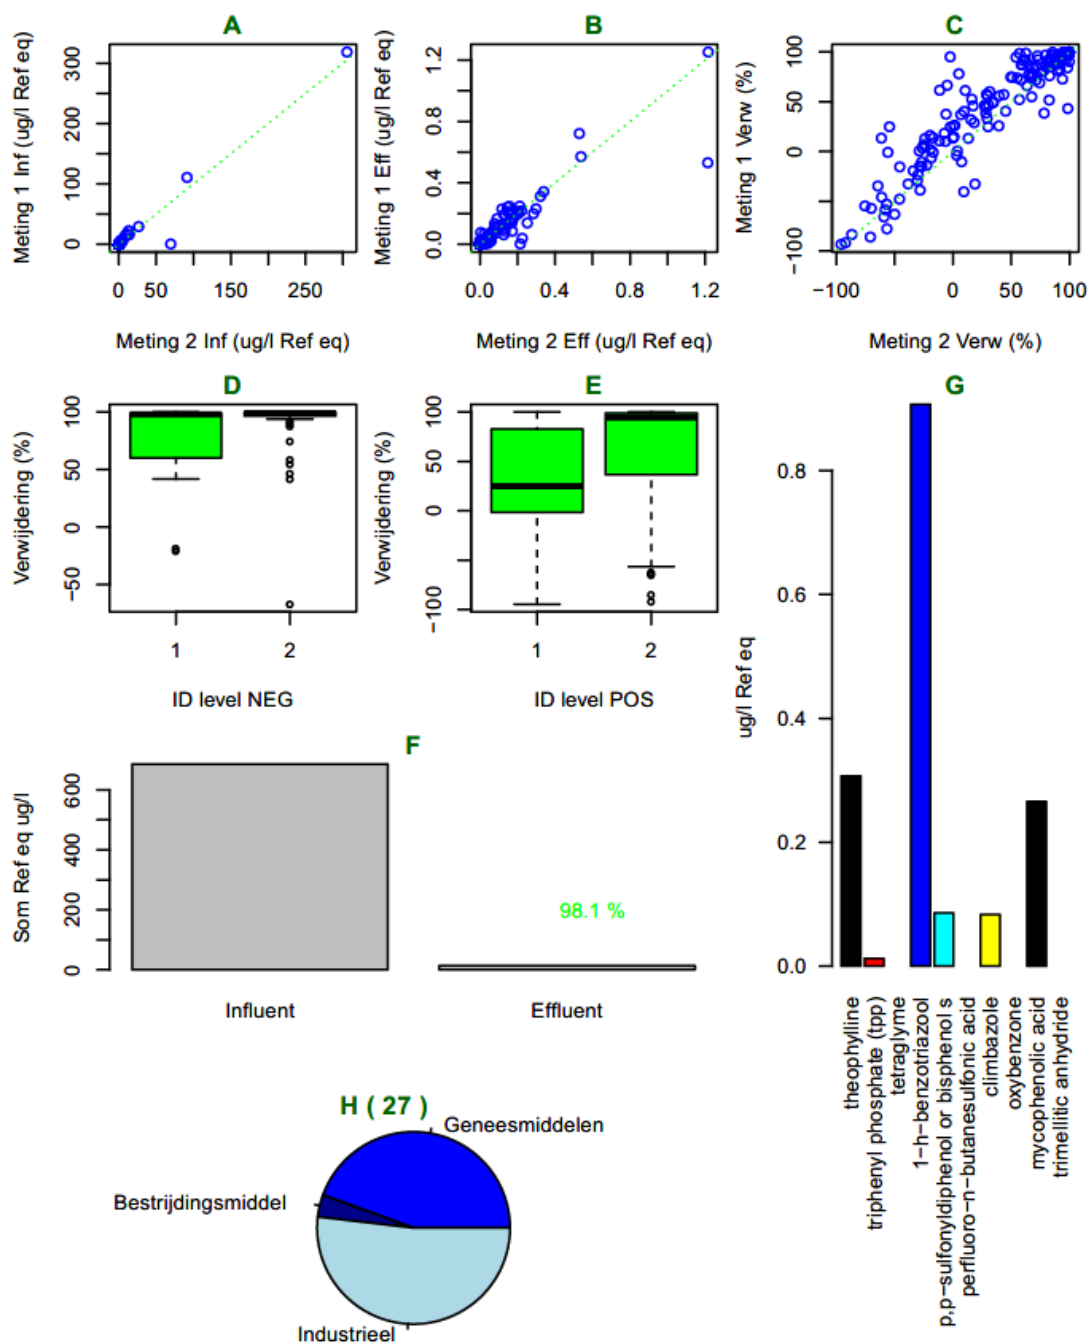 A
Meting 1 Inf (ug/l Ref eq)
0 100 200 300
0 50 150 250
Meting 2 Inf (ug/l Ref eq)
B
Meting 1 Eff (ug/l Ref eq)
0.0 0.4 0.8 1.2
0.0 0.4 0.8 1.2
Meting 2 Eff (ug/l Ref eq)
C
Meting 1 Verw (%)
−100 0 50 100
−100 0 50 100
Meting 2 Verw (%)
D
Verwijdering (%)
−50 0 50 100
1 2
ID level NEG
E
Verwijdering (%)
−100 0 50 100
1 2
ID level POS
G
ug/l Ref eq
0.0 0.2 0.4 0.6 0.8
theophylline
triphenyl phosphate (tpp)
tetraglyme
1−h−benzotriazool
p,p−sulfonyldiphenol or bisphenol s
perfluoro−n−butanesulfonic acid
climbazole
oxybenzone
mycophenolic acid
trimellitic anhydride
F
Som Ref eq ug/l
0 200 400 600
98.1 %
Influent
Effluent
H ( 27 )
Geneesmiddelen
Bestrijdingsmiddel
Industrieel